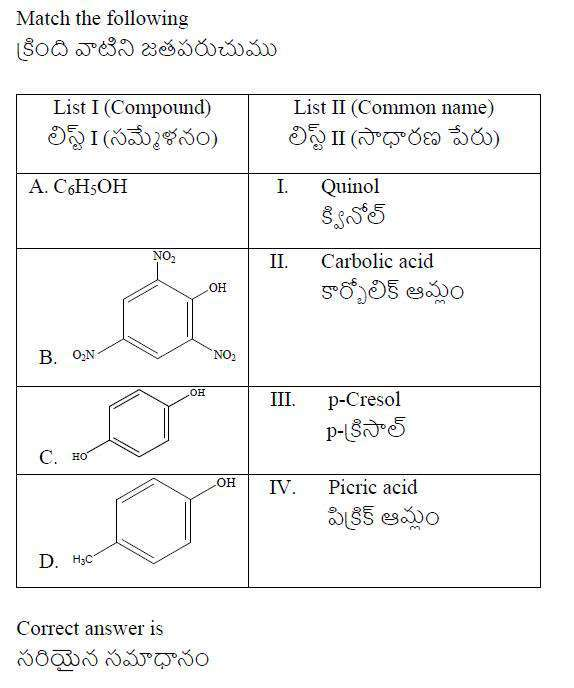 Match the following
క్రింది వాటిని జతపరుచుము
List I (Compound)
లిస్ట్ I (సమ్మేళనం)
List II (Common name)
లిస్ట్ II (సాధారణ పేరు)
A. C₆H₅OH
I. Quinol
క్వినోల్
B.
NO₂
OH
O₂N
NO₂
II. Carbolic acid
కార్బోలిక్ ఆమ్లం
C.
OH
HO
III. p-Cresol
p-క్రిసాల్
D.
OH
H₃C
IV. Picric acid
పిక్రిక్ ఆమ్లం
Correct answer is
సరియైన సమాధానం